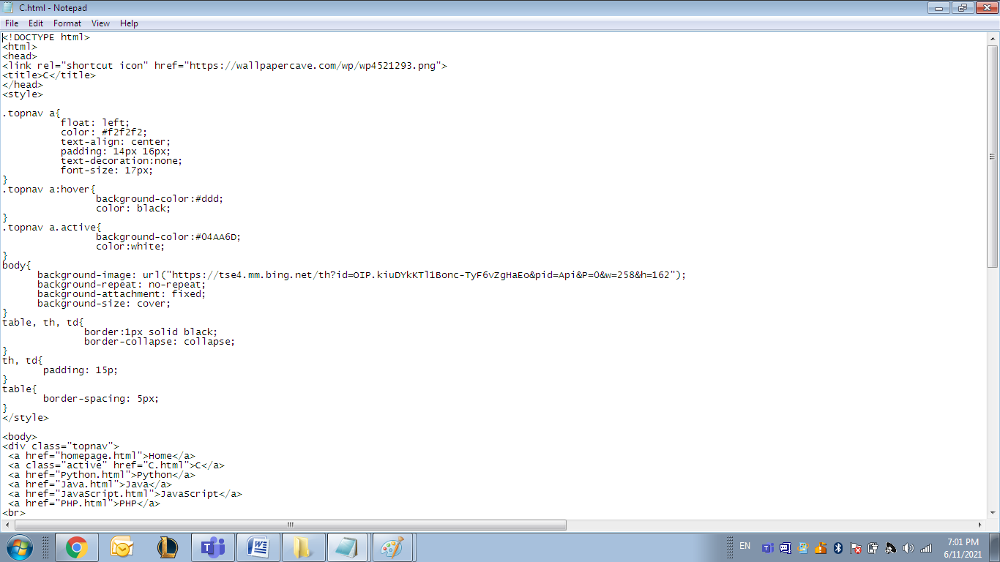 C.html - Notepad
File Edit Format View Help
<!DOCTYPE html>
<html>
<head>
<link rel="shortcut icon" href="https://wallpapercave.com/wp/wp4521293.png">
<title>C</title>
</head>
<style>
.topnav a{
float: left;
color: #f2f2f2;
text-align: center;
padding: 14px 16px;
text-decoration:none;
font-size: 17px;
}
.topnav a:hover{
background-color:#ddd;
color: black;
}
.topnav a.active{
background-color:#04AA6D;
color:white;
}
body{
background-image: url("https://tse4.mm.bing.net/th?id=OIP.kiuDYkKTl1Bonc-TyF6vZgHaEo&pid=Api&P=0&w=258&h=162");
background-repeat: no-repeat;
background-attachment: fixed;
background-size: cover;
}
table, th, td{
border:1px solid black;
border-collapse: collapse;
}
th, td{
padding: 15p;
}
table{
border-spacing: 5px;
}
</style>
<body>
<div class="topnav">
<a href="homepage.html">Home</a>
<a class="active" href="C.html">C</a>
<a href="Python.html">Python</a>
<a href="Java.html">Java</a>
<a href="JavaScript.html">JavaScript</a>
<a href="PHP.html">PHP</a>
<br>
EN
7:01 PM
6/11/2021